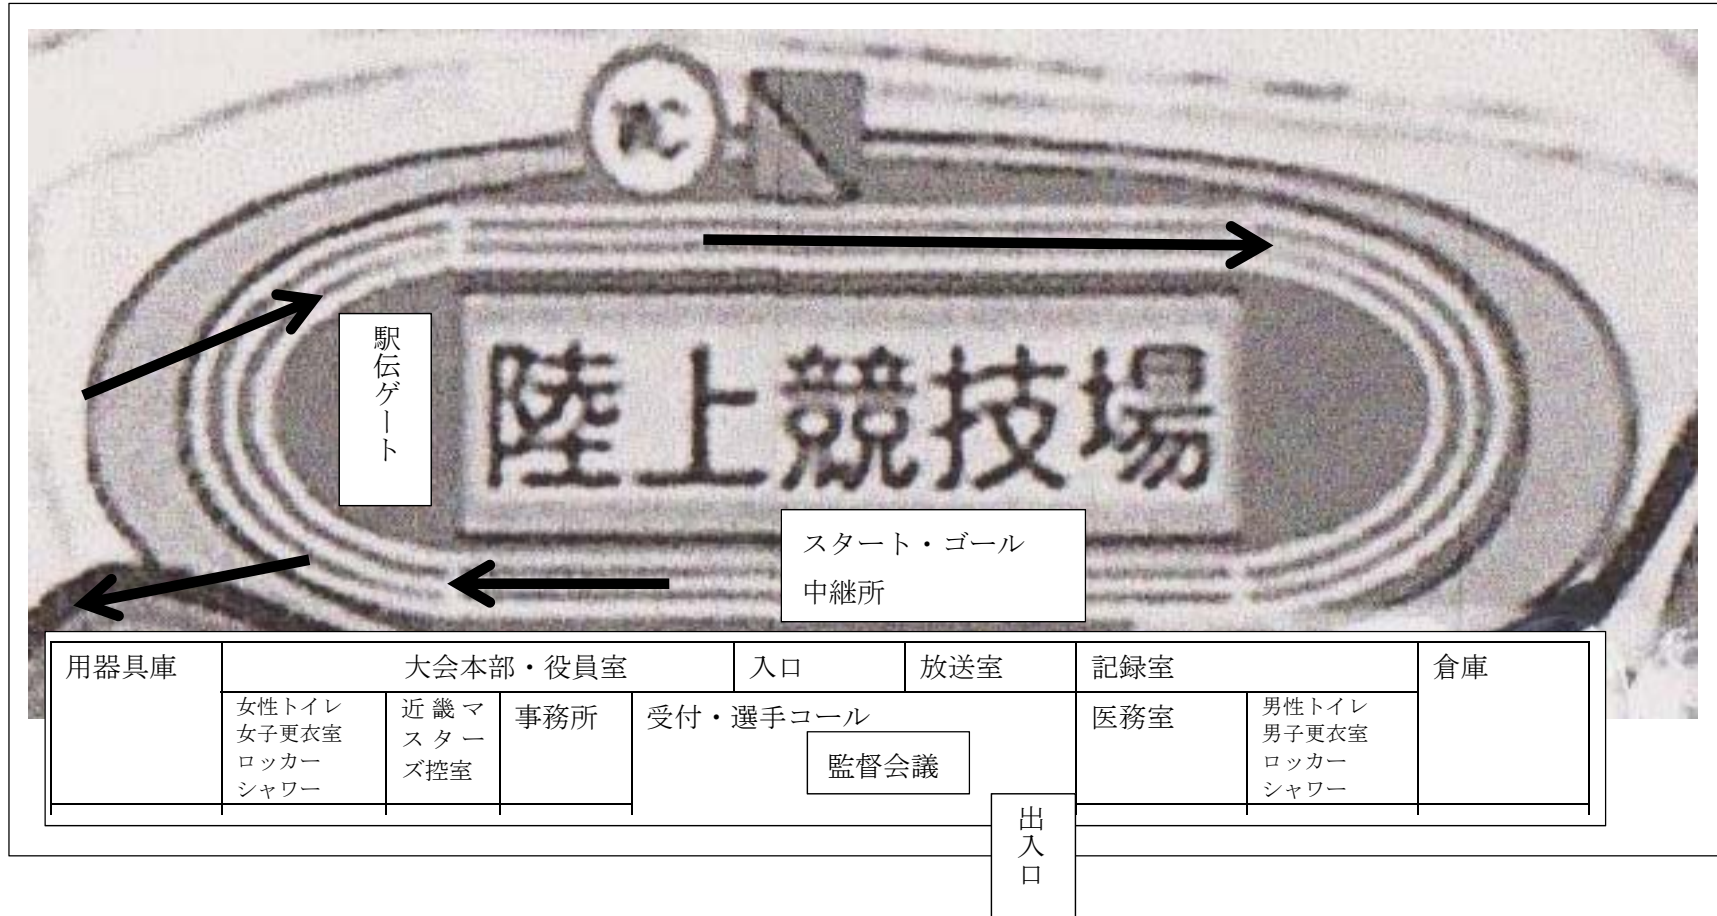 駅伝ゲート
陸上競技場
スタート・ゴール
中継所
用器具庫
大会本部・役員室
入口
放送室
記録室
倉庫
女性トイレ
女子更衣室
ロッカー
シャワー
近畿マ
スター
ズ控室
事務所
受付・選手コール
監督会議
医務室
男性トイレ
男子更衣室
ロッカー
シャワー
出入口